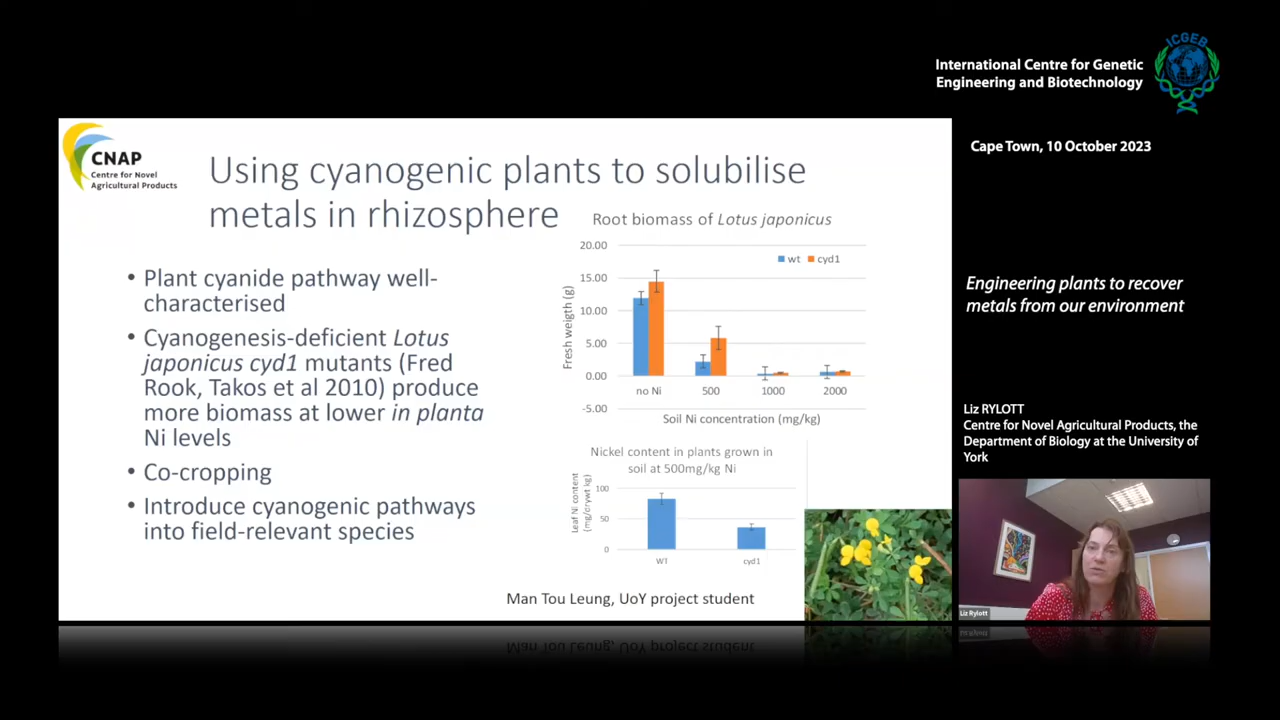 International Centre for Genetic
Engineering and Biotechnology
ICGEB
Cape Town, 10 October 2023
CNAP
Centre for Novel
Agricultural Products
Using cyanogenic plants to solubilise
metals in rhizosphere
• Plant cyanide pathway well-
characterised
• Cyanogenesis-deficient Lotus
japonicus cyd1 mutants (Fred
Rook, Takos et al 2010) produce
more biomass at lower in planta
Ni levels
• Co-cropping
• Introduce cyanogenic pathways
into field-relevant species
Root biomass of Lotus japonicus
wt cyd1
Fresh weigth (g)
20.00
15.00
10.00
5.00
0.00
-5.00
no Ni 500 1000 2000
Soil Ni concentration (mg/kg)
Nickel content in plants grown in
soil at 500mg/kg Ni
Leaf Ni content
(mg/drywt.kg)
100
50
0
WT cyd1
Man Tou Leung, UoY project student
Engineering plants to recover
metals from our environment
Liz RYLOTT
Centre for Novel Agricultural Products, the
Department of Biology at the University of
York
Liz Rylott